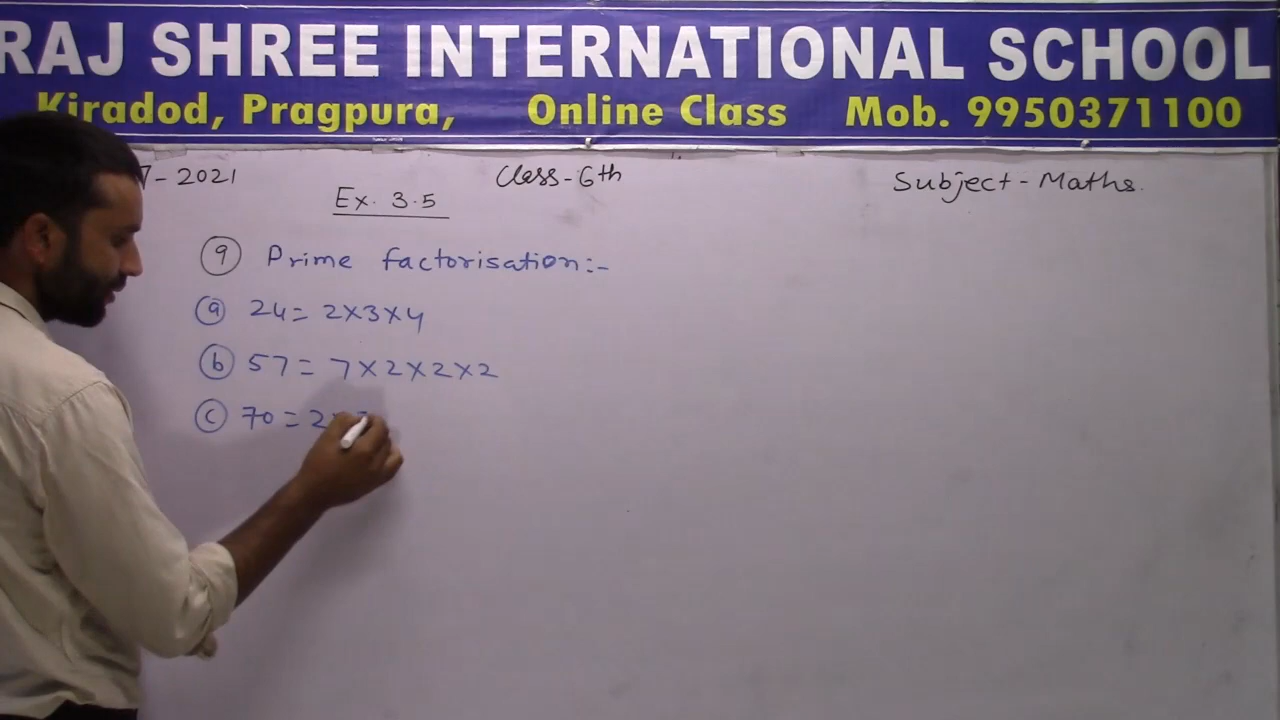 RAJ SHREE INTERNATIONAL SCHOOL
Kiradod, Pragpura, Online Class Mob. 9950371100
7-2021 Class-6th Subject-Maths.
Ex. 3.5
9 Prime factorisation:-
a 24= 2×3×4
b 57= 7×2×2×2
c 70=2×